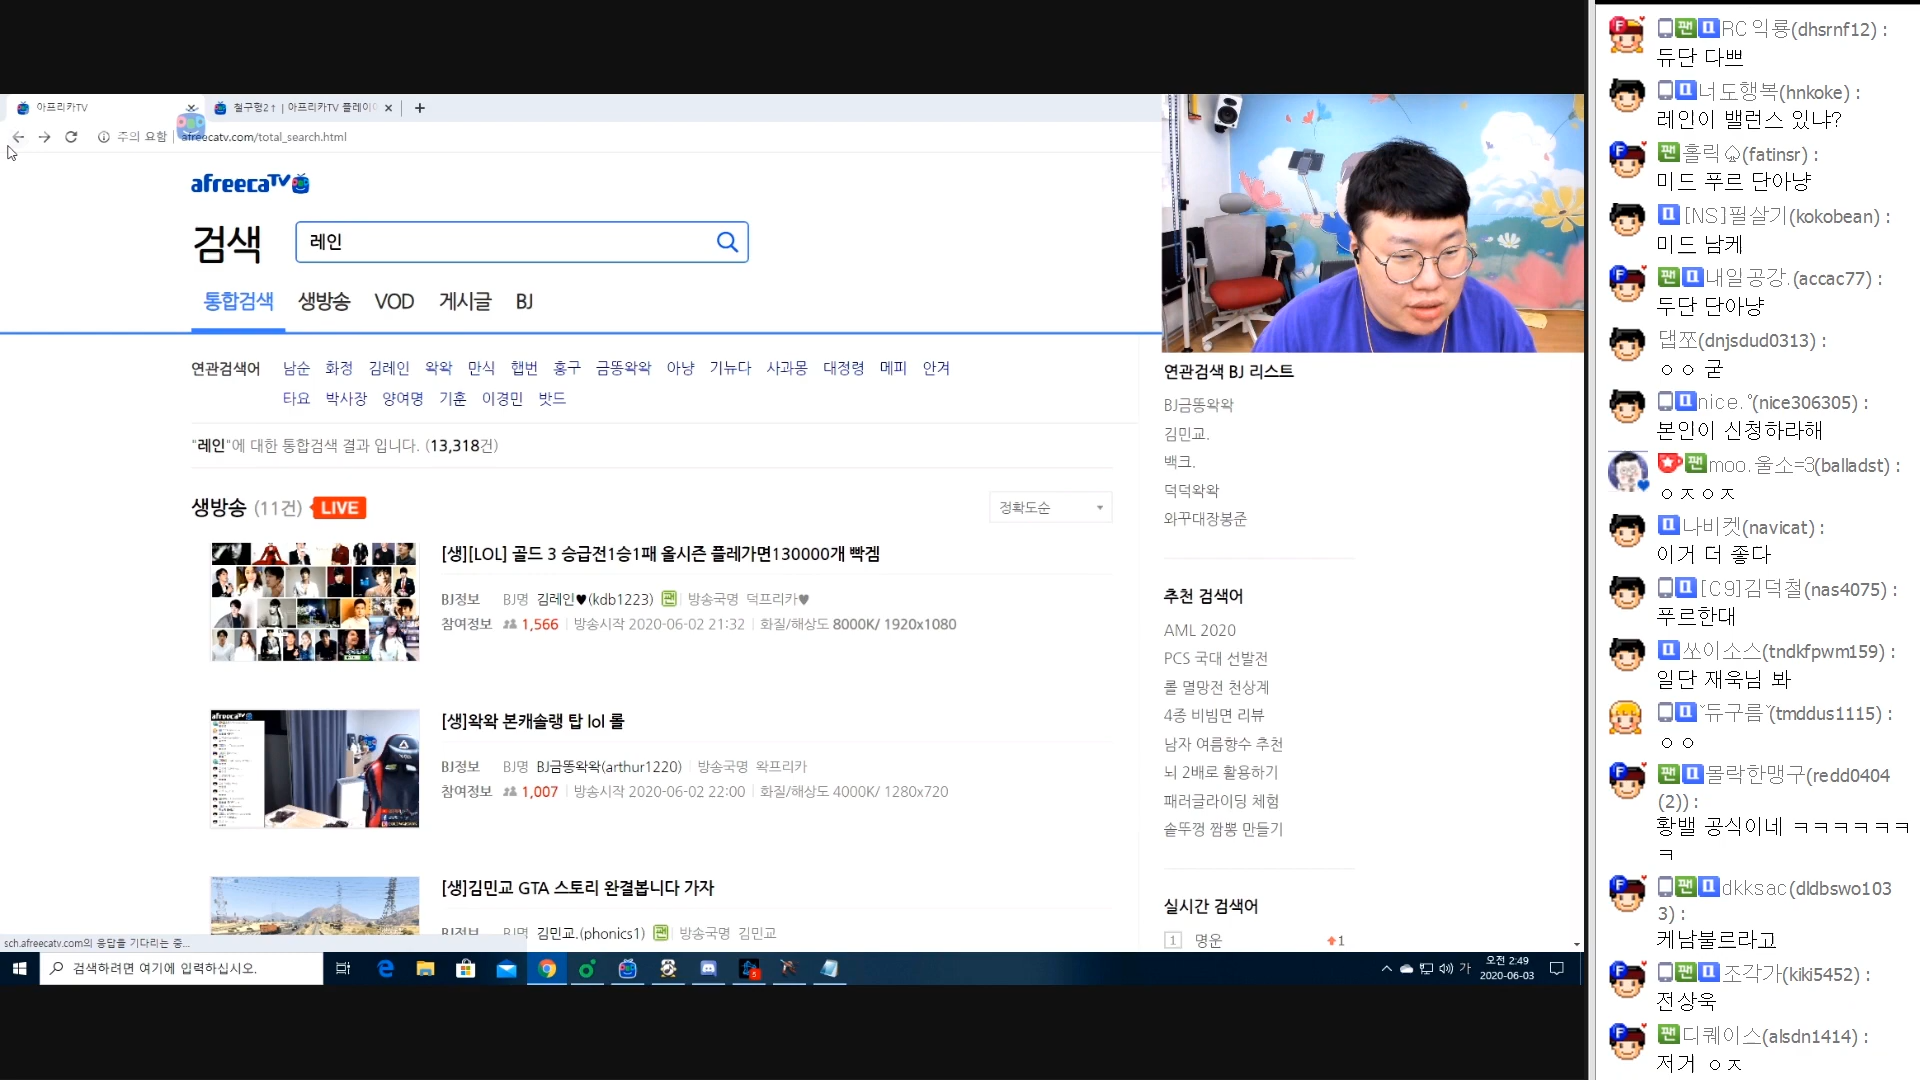 아프리카TV
철구형2↑ | 아프리카TV 플레이
주의 요함
afreecatv.com/total_search.html
afreecaTV
검색
레인
통합검색 생방송 VOD 게시글 BJ
연관검색어 남순 화정 김레인 왁왁 만식 햅번 홍구 금똥왁왁 아냥 기뉴다 사과몽 대정령 메피 안겨
타요 박사장 양여명 기훈 이경민 밧드
"레인"에 대한 통합검색 결과 입니다. (13,318건)
생방송 (11건) LIVE
정확도순
[생][LOL] 골드 3 승급전1승1패 올시즌 플레가면130000개 빡겜
BJ정보 BJ명 김레인♥(kdb1223) 팬 방송국명 덕프리카♥
참여정보 1,566 방송시작 2020-06-02 21:32 화질/해상도 8000K/ 1920x1080
[생]왁왁 본캐솔랭 탑 lol 롤
BJ정보 BJ명 BJ금똥왁왁(arthur1220) 방송국명 왁프리카
참여정보 1,007 방송시작 2020-06-02 22:00 화질/해상도 4000K/ 1280x720
[생]김민교 GTA 스토리 완결봅니다 가자
BJ정보 BJ명 김민교.(phonics1) 팬 방송국명 김민교
sch.afreecatv.com의 응답을 기다리는 중...
연관검색 BJ 리스트
BJ금똥왁왁
김민교.
백크.
덕덕왁왁
와꾸대장봉준
추천 검색어
AML 2020
PCS 국대 선발전
롤 멸망전 천상계
4종 비빔면 리뷰
남자 여름향수 추천
뇌 2배로 활용하기
패러글라이딩 체험
솥뚜껑 짬뽕 만들기
실시간 검색어
1 명운 1
검색하려면 여기에 입력하십시오.
가
오전 2:49
2020-06-03
팬 RC익룡(dhsrnf12) :
듀단 다쁘
너도행복(hnkoke) :
레인이 밸런스 있냐?
팬 홀릭♤(fatinsr) :
미드 푸르 단아냥
[NS]필살기(kokobean) :
미드 남케
팬 내일공강.(accac77) :
두단 단아냥
댑쪼(dnjsdud0313) :
ㅇㅇ 굳
nice.˚(nice306305) :
본인이 신청하라해
팬 moo.울소=3(balladst) :
ㅇㅈㅇㅈ
나비켓(navicat) :
이거 더 좋다
[C9]김덕철(nas4075) :
푸르한대
쏘이소스(tndkfpwm159) :
일단 재욱님 봐
˘듀구름˘(tmddus1115) :
ㅇㅇ
팬 몰락한맹구(redd0404
(2)) :
황밸 공식이네 ㅋㅋㅋㅋㅋㅋ
ㅋ
팬 dkksac(dldbswo103
3) :
케남불르라고
팬 조각가(kiki5452) :
전상욱
팬 디퀘이스(alsdn1414) :
저거 ㅇㅈ